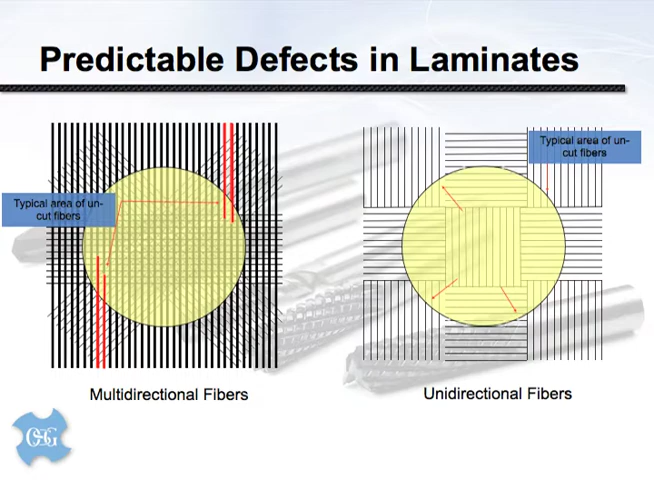 Predictable Defects in Laminates
Typical area of un-
cut fibers
Typical area of un-
cut fibers
Multidirectional Fibers
Unidirectional Fibers
OSG